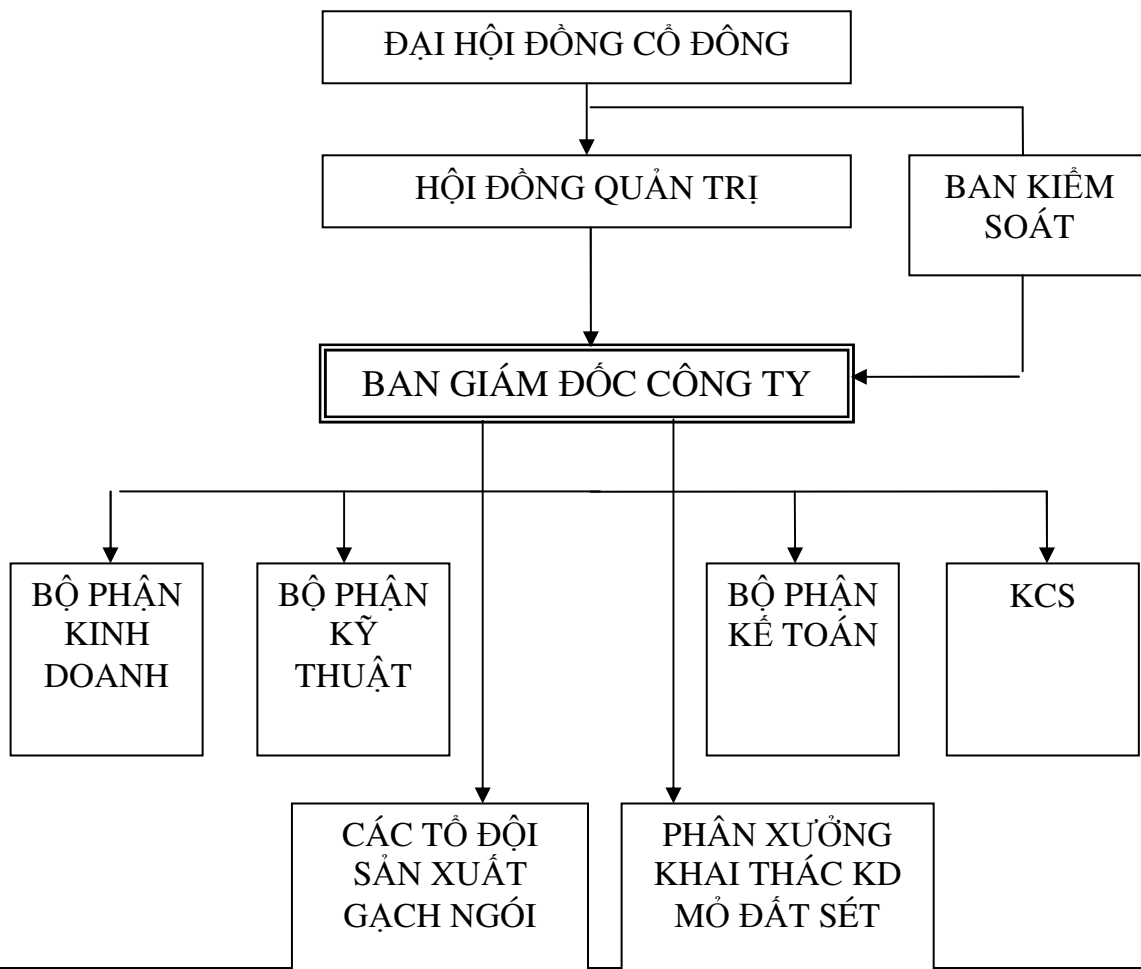 ĐẠI HỘI ĐỒNG CỔ ĐÔNG
HỘI ĐỒNG QUẢN TRỊ
BAN KIỂM
SOÁT
BAN GIÁM ĐỐC CÔNG TY
BỘ PHẬN
KINH
DOANH
BỘ PHẬN
KỸ
THUẬT
BỘ PHẬN
KẾ TOÁN
KCS
CÁC TỔ ĐỘI
SẢN XUẤT
GẠCH NGÓI
PHÂN XƯỞNG
KHAI THÁC KD
MỎ ĐẤT SÉT